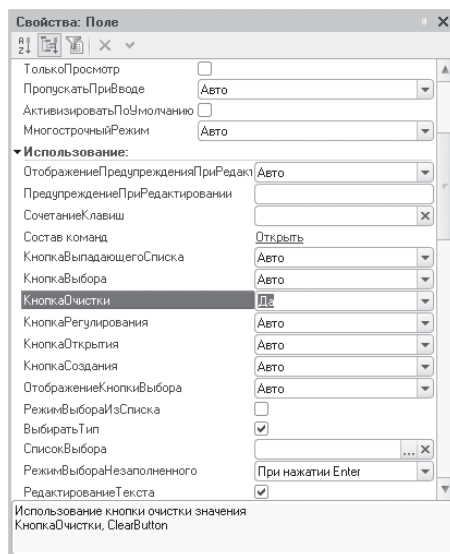 Свойства: Поле
ТолькоПросмотр
ПропускатьПриВводе Авто
АктивизироватьПоУмолчанию
МногострочныйРежим Авто
Использование:
ОтображениеПредупрежденияПриРедакт Авто
ПредупреждениеПриРедактировании
СочетаниеКлавиш
Состав команд Открыть
КнопкаВыпадающегоСписка Авто
КнопкаВыбора Авто
КнопкаОчистки Да
КнопкаРегулирования Авто
КнопкаОткрытия Авто
КнопкаСоздания Авто
ОтображениеКнопкиВыбора Авто
РежимВыбораИзСписка
ВыбиратьТип
СписокВыбора ...
РежимВыбораНезаполненного При нажатии Enter
РедактированиеТекста
Использование кнопки очистки значения
КнопкаОчистки, ClearButton